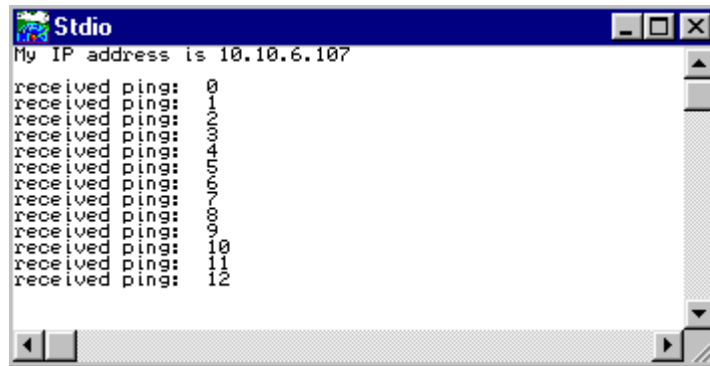 Stdio
My IP address is 10.10.6.107
received ping:  0
received ping:  1
received ping:  2
received ping:  3
received ping:  4
received ping:  5
received ping:  6
received ping:  7
received ping:  8
received ping:  9
received ping:  10
received ping:  11
received ping:  12